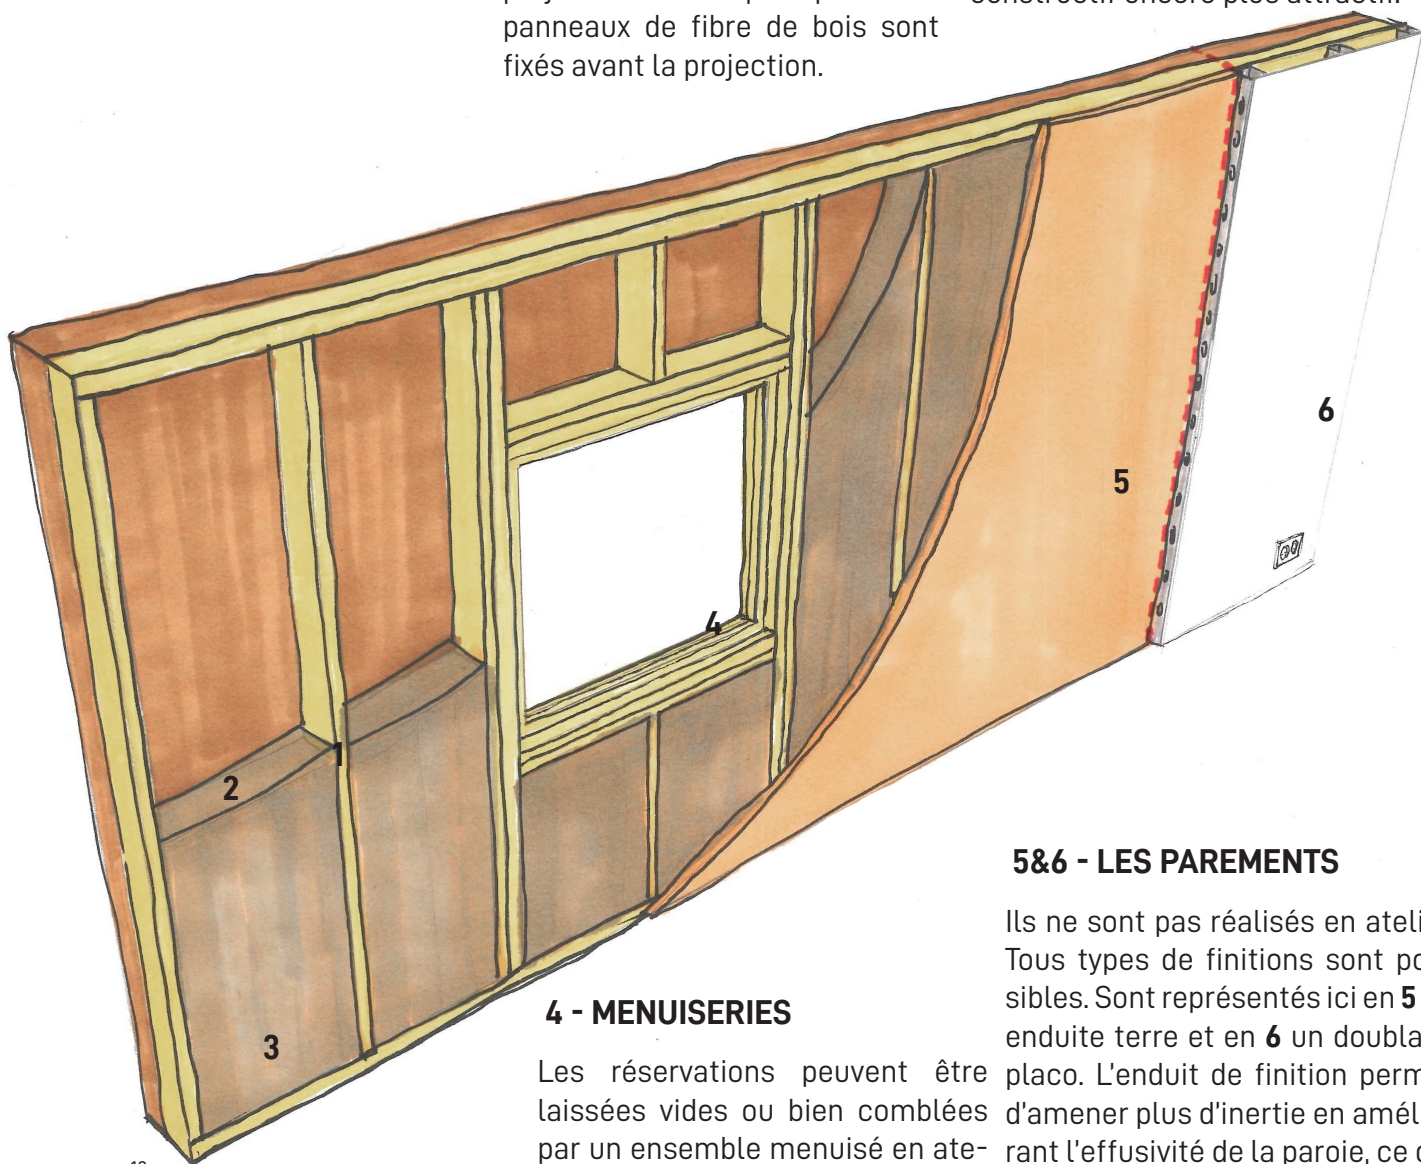 panneaux de fibre de bois sont
fixés avant la projection.
6
5
4
1
2
3
4 - MENUISERIES
Les réservations peuvent être
laissées vides ou bien comblées
par un ensemble menuisé en ate-
5&6 - LES PAREMENTS
Ils ne sont pas réalisés en ateli
Tous types de finitions sont po
sibles. Sont représentés ici en 5
enduite terre et en 6 un doubla
placo. L'enduit de finition perm
d'amener plus d'inertie en améli
rant l'effusivité de la paroie, ce